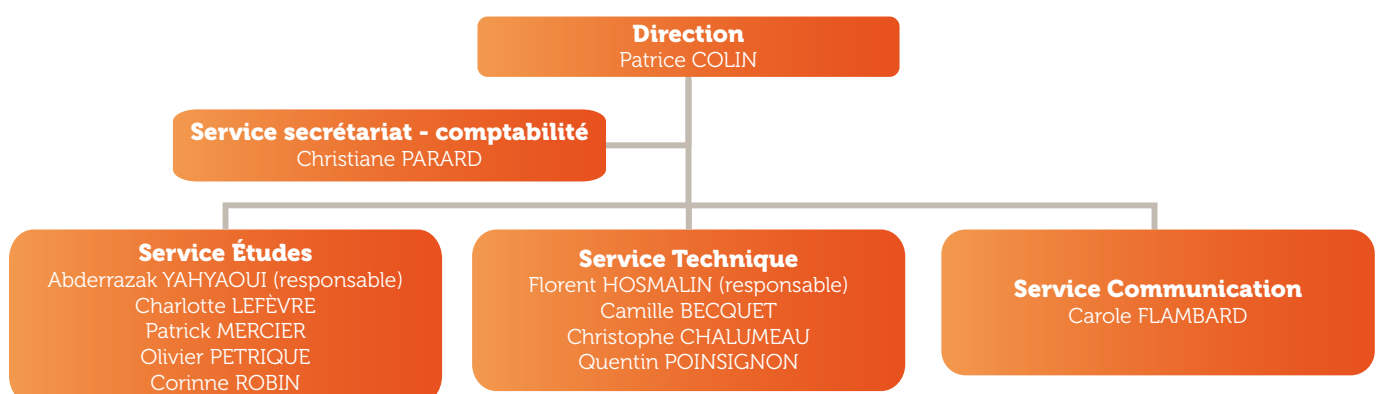 Direction
Patrice COLIN
Service secrétariat - comptabilité
Christiane PARARD
Service Études
Abderrazak YAHYAOUI (responsable)
Charlotte LEFÈVRE
Patrick MERCIER
Olivier PETRIQUE
Corinne ROBIN
Service Technique
Florent HOSMALIN (responsable)
Camille BECQUET
Christophe CHALUMEAU
Quentin POINSIGNON
Service Communication
Carole FLAMBARD